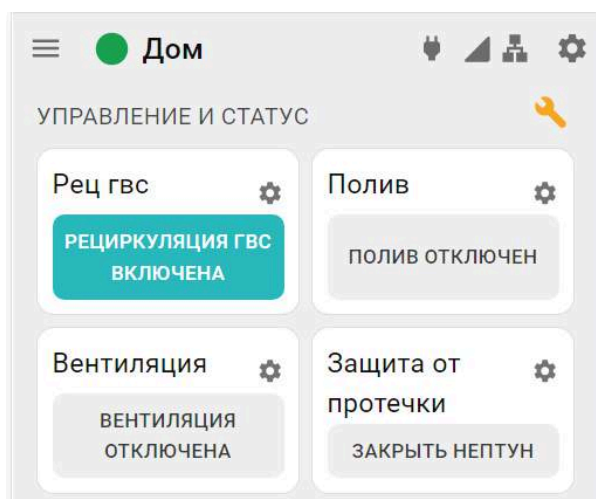 Дом
УПРАВЛЕНИЕ И СТАТУС
Рец гвс
РЕЦИРКУЛЯЦИЯ ГВС
ВКЛЮЧЕНА
Полив
ПОЛИВ ОТКЛЮЧЕН
Вентиляция
ВЕНТИЛЯЦИЯ
ОТКЛЮЧЕНА
Защита от
протечки
ЗАКРЫТЬ НЕПТУН